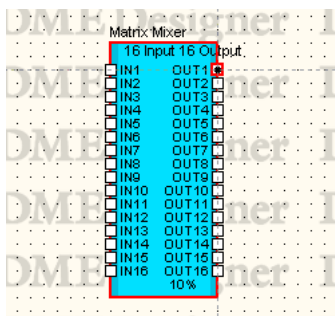 DME Designer
Matrix Mixer
16 Input 16 Output
IN1 OUT1
IN2 OUT2
IN3 OUT3
IN4 OUT4
IN5 OUT5
IN6 OUT6
IN7 OUT7
IN8 OUT8
IN9 OUT9
IN10 OUT10
IN11 OUT11
IN12 OUT12
IN13 OUT13
IN14 OUT14
IN15 OUT15
IN16 OUT16
10%